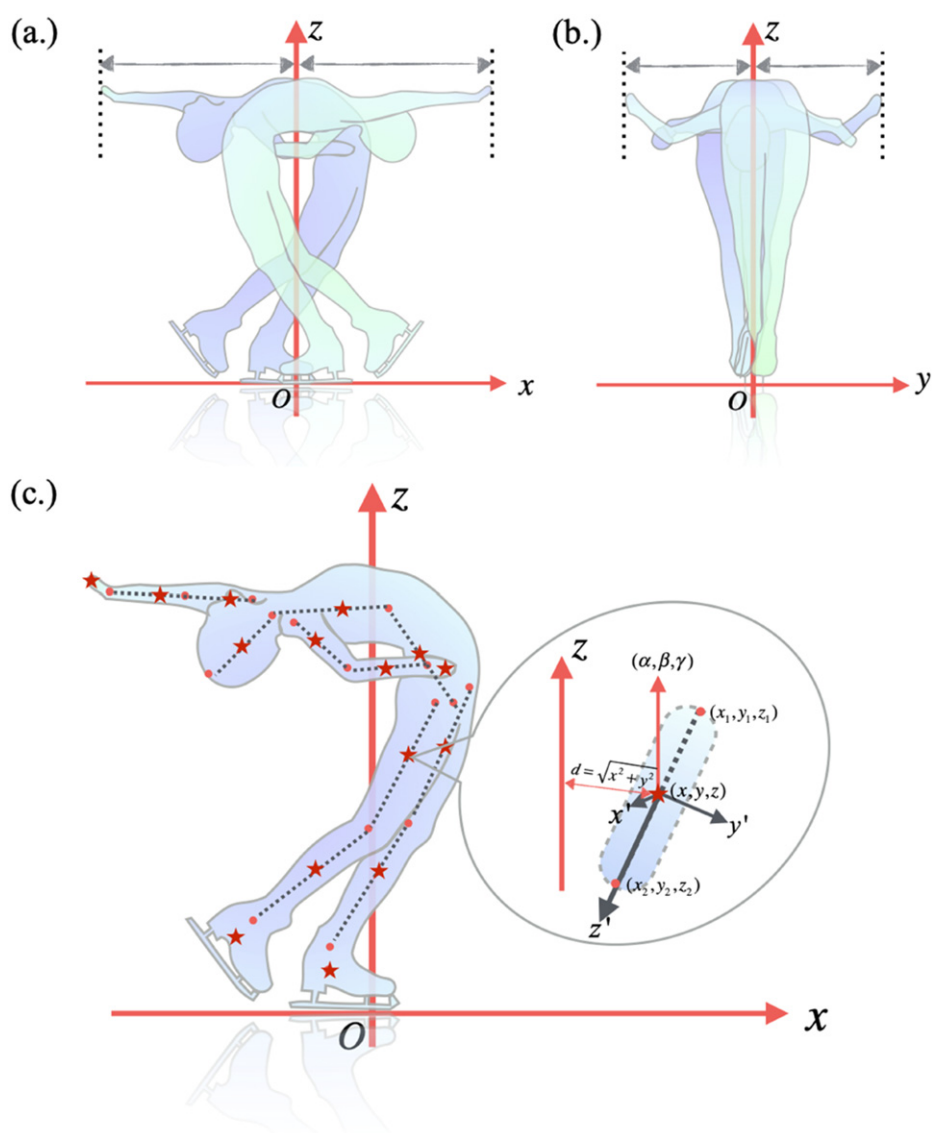 (a.)
z
(b.)
z
O
x
O
y
(c.)
z
z
(α,β,γ)
(x₁,y₁,z₁)
d=√x²+y²
(x,y,z)
x'
y'
(x₂,y₂,z₂)
z'
O
x